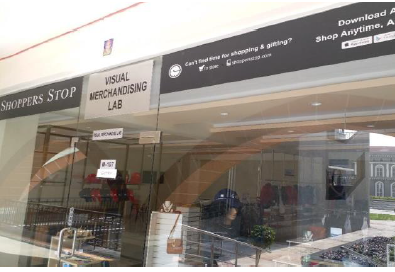 SHOPPERS STOP
VISUAL
MERCHANDISING
LAB
Can't find time for shopping & gifting?
shoppersstop.com
Download A
Shop Anytime, A